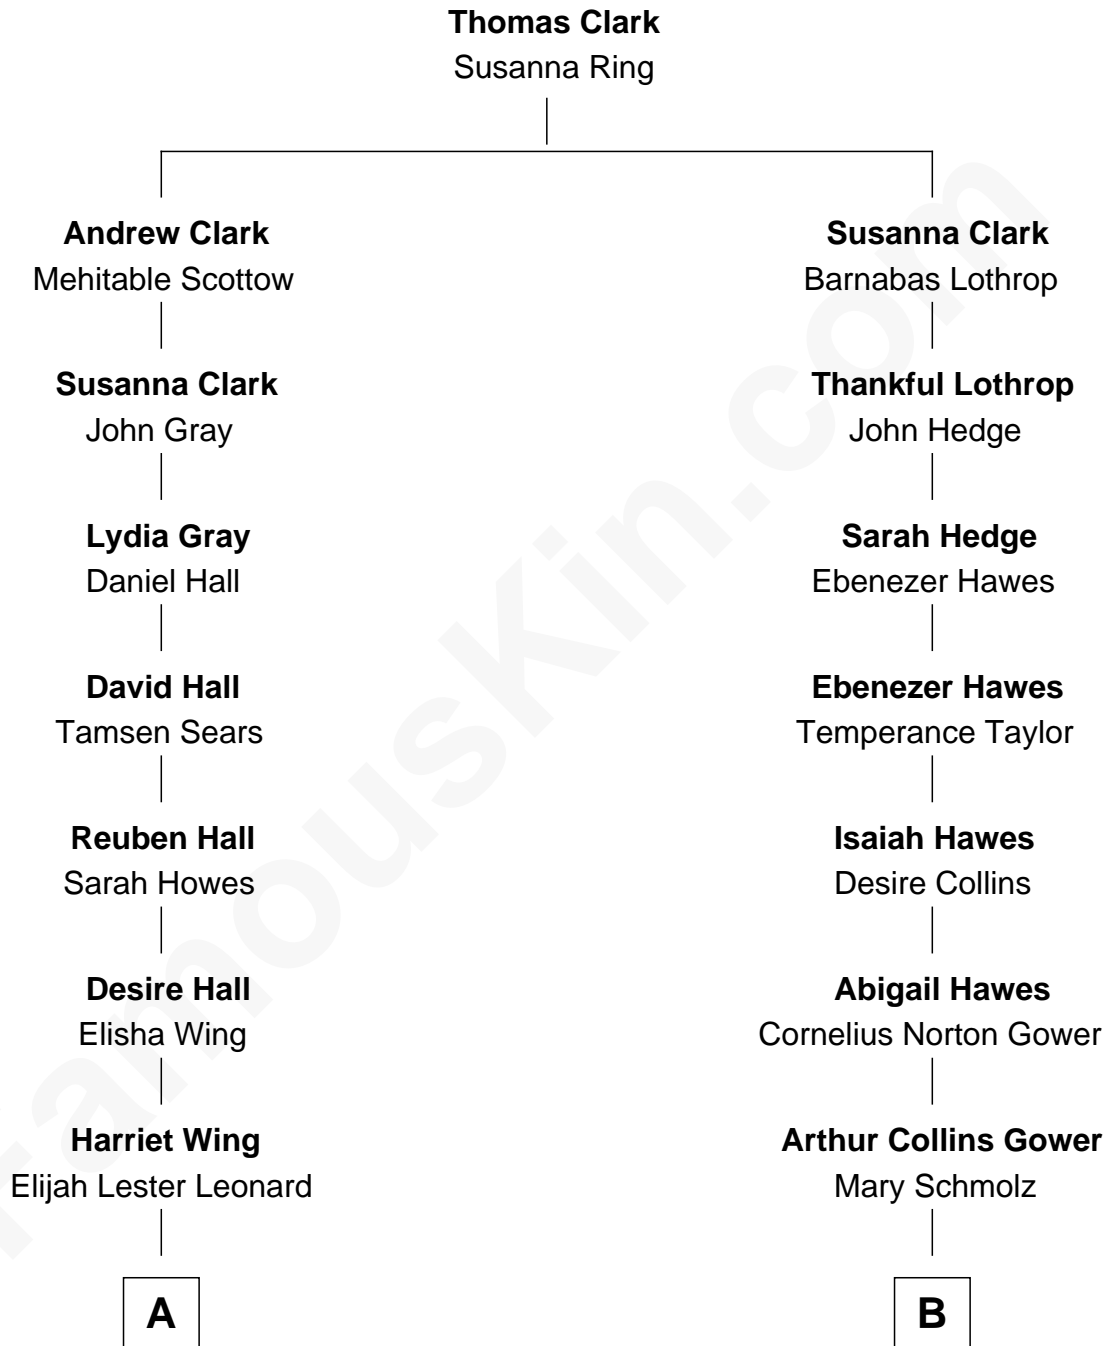 Thomas Clark
Susanna Ring
Andrew Clark
Mehitable Scottow
Susanna Clark
John Gray
Lydia Gray
Daniel Hall
David Hall
Tamsen Sears
Reuben Hall
Sarah Howes
Desire Hall
Elisha Wing
Harriet Wing
Elijah Lester Leonard
A
Susanna Clark
Barnabas Lothrop
Thankful Lothrop
John Hedge
Sarah Hedge
Ebenezer Hawes
Ebenezer Hawes
Temperance Taylor
Isaiah Hawes
Desire Collins
Abigail Hawes
Cornelius Norton Gower
Arthur Collins Gower
Mary Schmolz
B
FamousKin.com